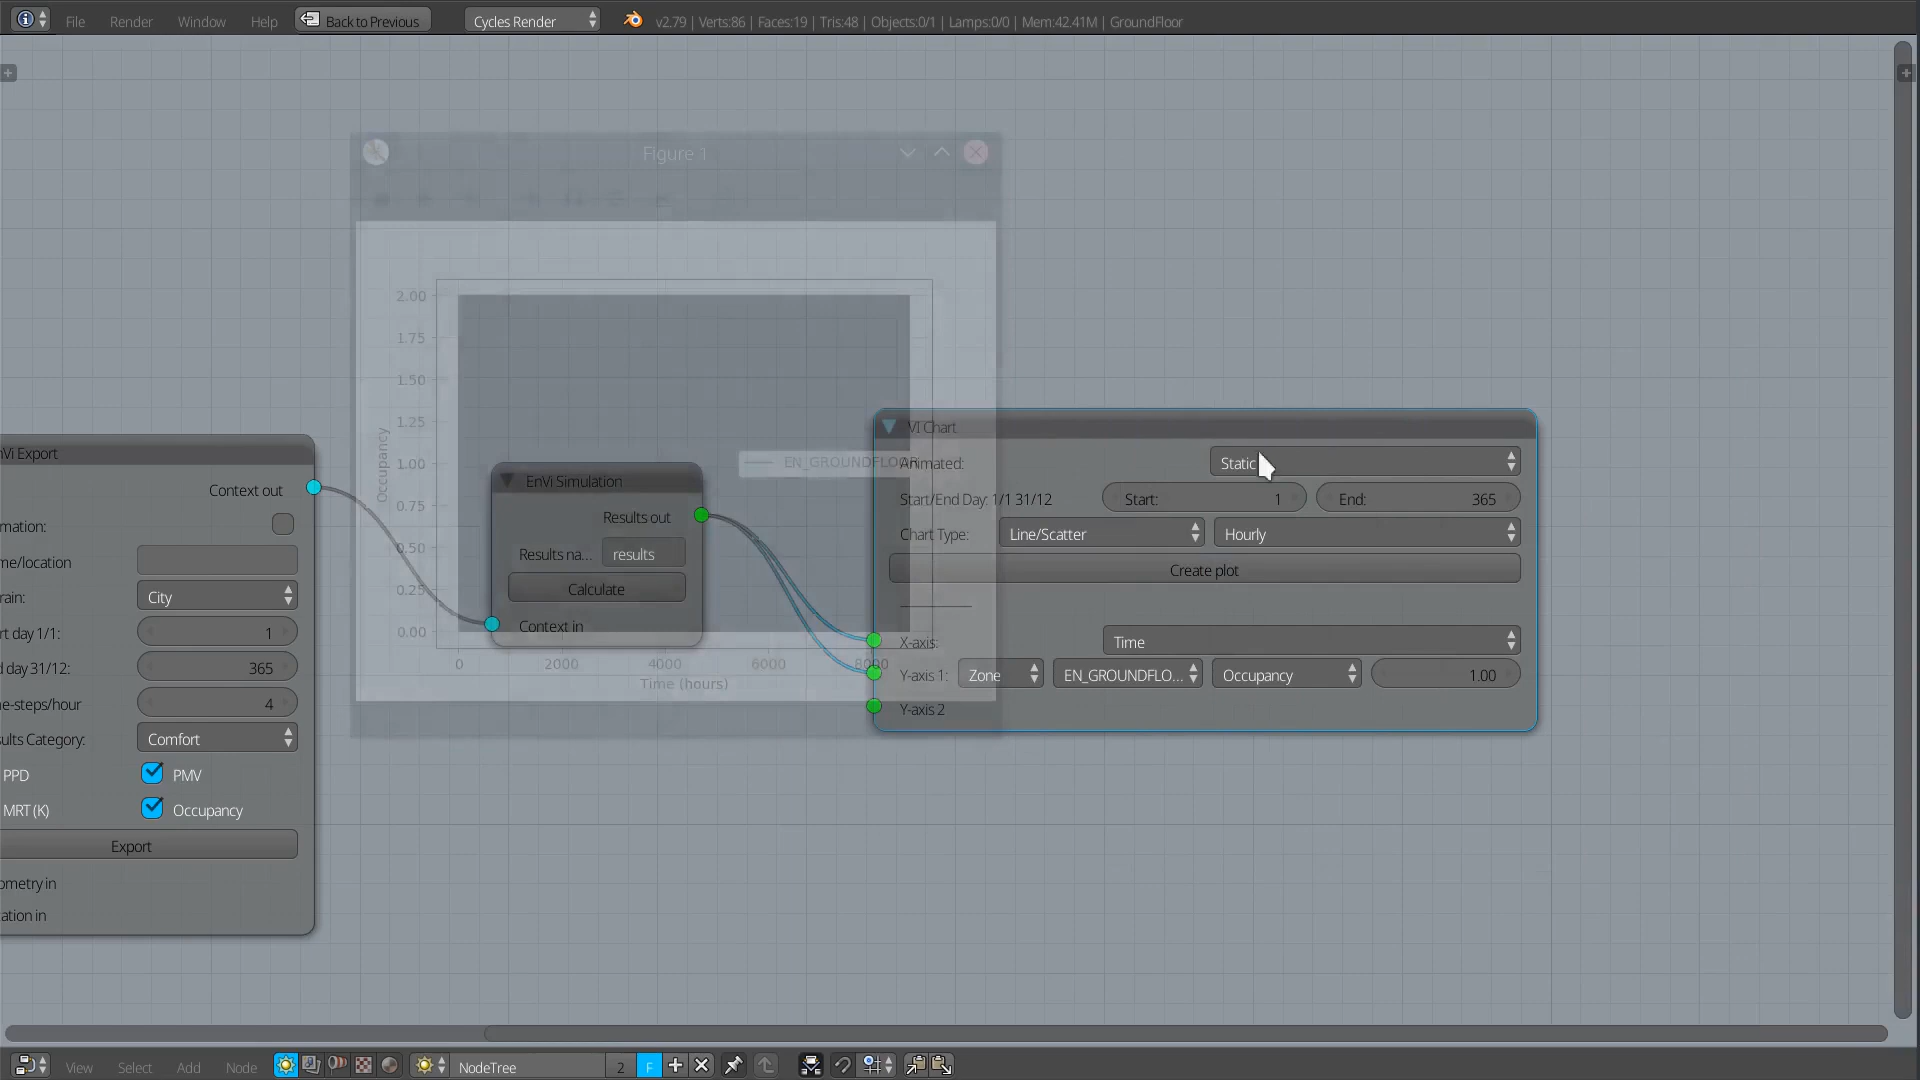 File Render Window Help Back to Previous Cycles Render v2.79 | Verts:86 | Faces:19 | Tris:48 | Objects:0/1 | Lamps:0/0 | Mem:42.41M | GroundFloor
Figure 1
2.00
1.75
1.50
1.25
1.00
0.75
0.50
0.25
0.00
Occupancy
0 2000 4000 6000 8000
Time (hours)
EN_GROUNDFLOOR
nVi Export
Context out
mation:
me/location
rain: City
rt day 1/1: 1
d day 31/12: 365
e-steps/hour 4
sults Category: Comfort
PPD PMV
MRT (K) Occupancy
Export
ometry in
ation in
EnVi Simulation
Results out
Results na... results
Calculate
Context in
VI Chart
Animated: Static
Start/End Day: 1/1 31/12 Start: 1 End: 365
Chart Type: Line/Scatter Hourly
Create plot
X-axis: Time
Y-axis 1: Zone EN_GROUNDFLO... Occupancy 1.00
Y-axis 2
View Select Add Node NodeTree 2 F